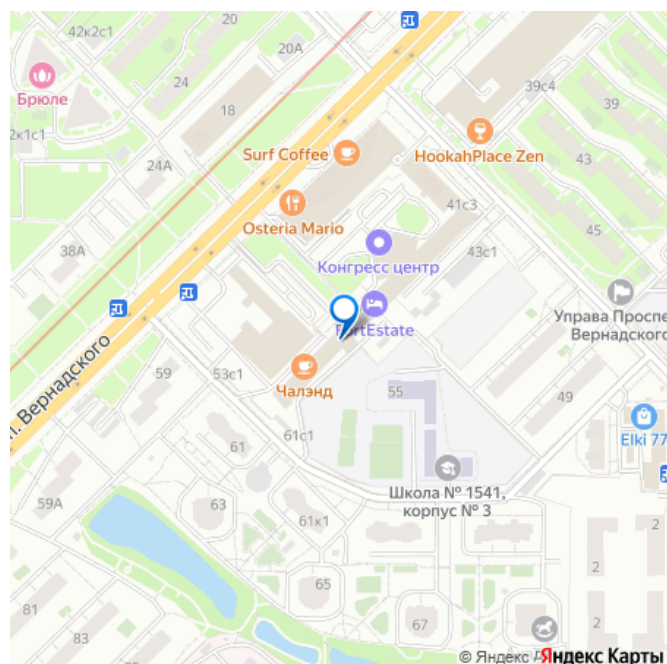 42к2с1
20А
24
Брюле
18
39с4
39
2к1с1
Surf Coffee
HookahPlace Zen
43
24А
41с3
Osteria Mario
45
38А
43с1
Конгресс центр
Управа Проспе
Вернадского
PortEstate
п. Вернадского
59
53с1
Чалэнд
55
49
61с1
61
Elki 77
Школа № 1541,
корпус № 3
59А
63
61к1
2
65
2
81
67
2
83
© Яндекс
Яндекс Карты